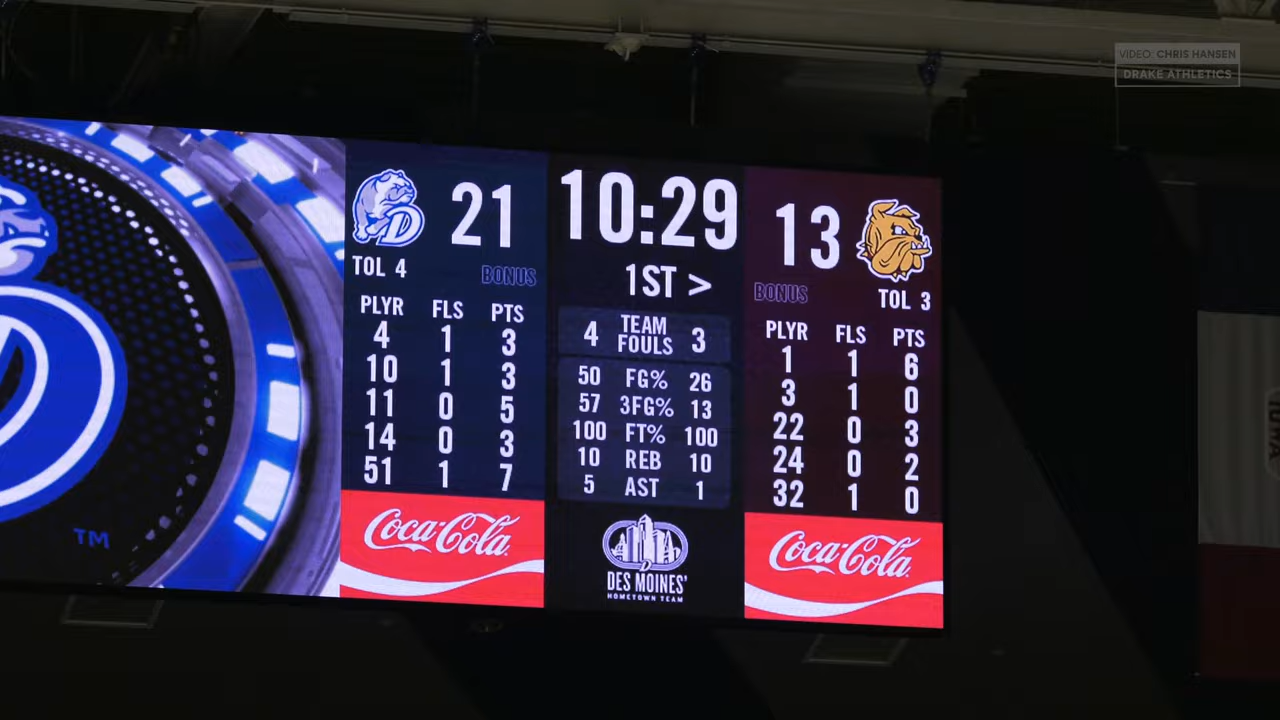 VIDEO: CHRIS HANSEN
DRAKE ATHLETICS
D
TM
D
21
TOL 4
BONUS
PLYR FLS PTS
4 1 3
10 1 3
11 0 5
14 0 3
51 1 7
Coca-Cola
10:29
1ST >
4 TEAM FOULS 3
50 FG% 26
57 3FG% 13
100 FT% 100
10 REB 10
5 AST 1
D
DES MOINES'
HOMETOWN TEAM
13
BONUS
TOL 3
PLYR FLS PTS
1 1 6
3 1 0
22 0 3
24 0 2
32 1 0
Coca-Cola